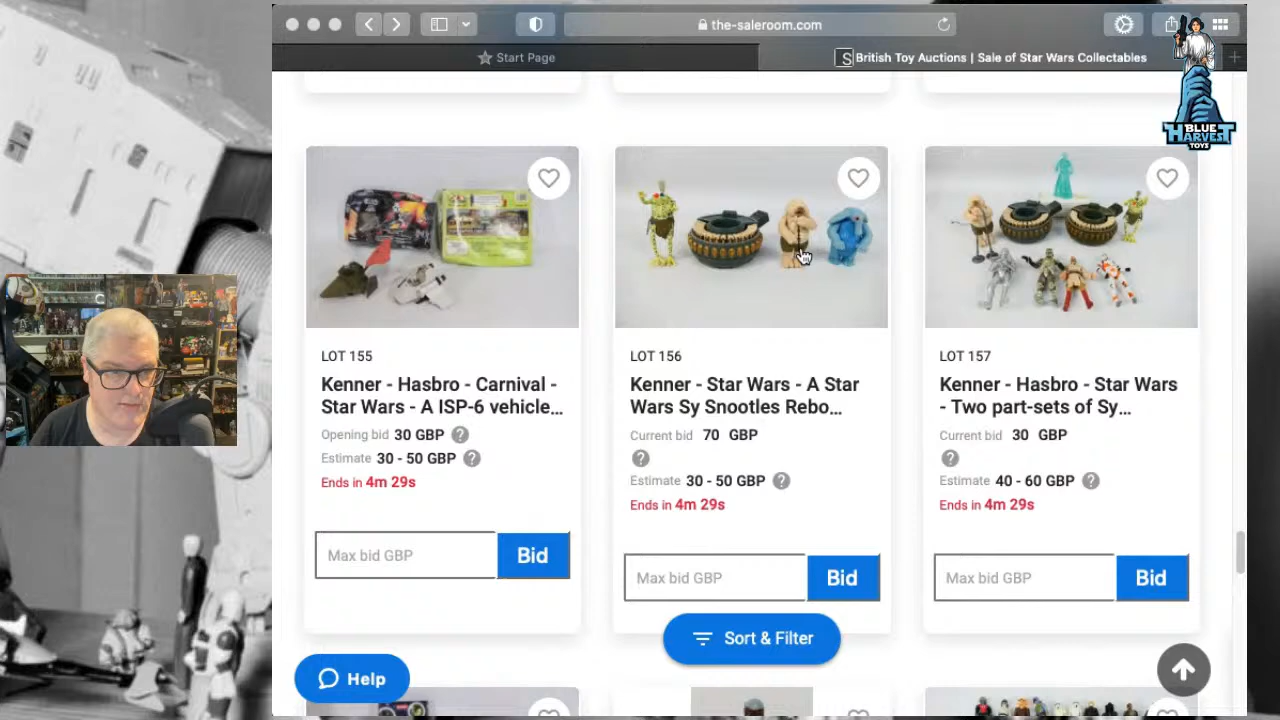 the-saleroom.com
Start Page
S British Toy Auctions | Sale of Star Wars Collectables
BLUE
HARVEST
TOYS
LOT 155
Kenner - Hasbro - Carnival -
Star Wars - A ISP-6 vehicle...
Opening bid 30 GBP ?
Estimate 30 - 50 GBP ?
Ends in 4m 29s
Max bid GBP
Bid
LOT 156
Kenner - Star Wars - A Star
Wars Sy Snootles Rebo...
Current bid 70 GBP
?
Estimate 30 - 50 GBP ?
Ends in 4m 29s
Max bid GBP
Bid
LOT 157
Kenner - Hasbro - Star Wars
- Two part-sets of Sy...
Current bid 30 GBP
?
Estimate 40 - 60 GBP ?
Ends in 4m 29s
Max bid GBP
Bid
Sort & Filter
Help